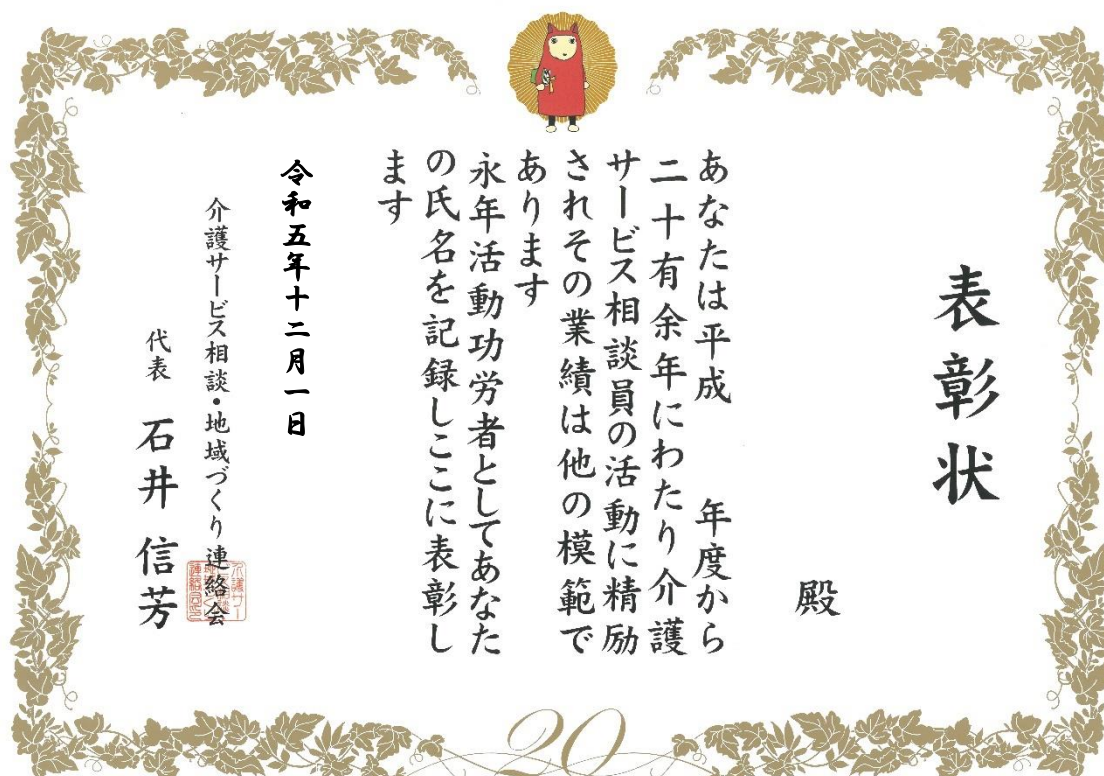 表彰状
殿
あなたは平成　　年度から
二十有余年にわたり介護
サービス相談員の活動に精励
されその業績は他の模範で
あります
永年活動功労者としてあなた
の氏名を記録しここに表彰し
ます
令和五年十二月一日
介護サービス相談・地域づくり連絡会
代表 石井 信芳
20